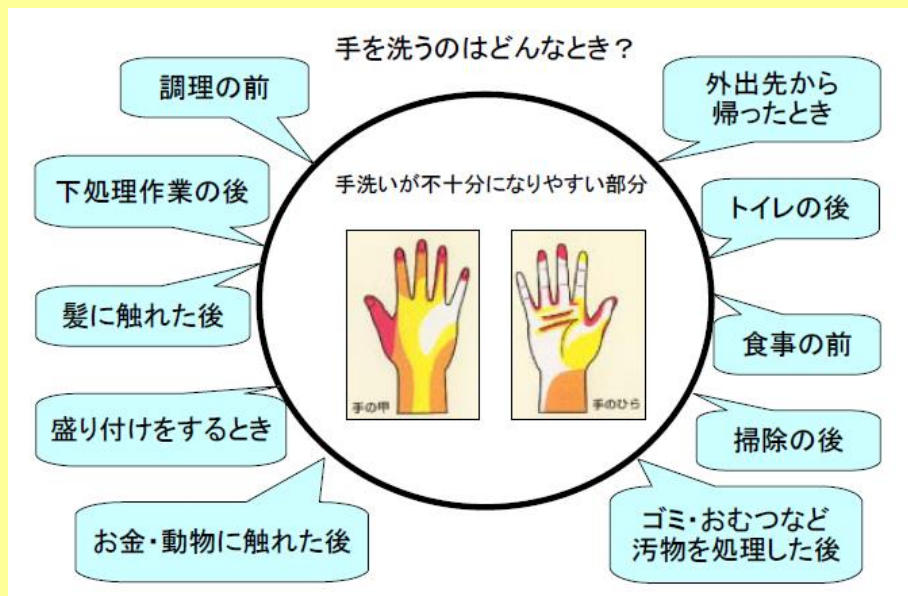 手を洗うのはどんなとき?
調理の前
下処理作業の後
髪に触れた後
盛り付けをするとき
お金・動物に触れた後
外出先から
帰ったとき
トイレの後
食事の前
掃除の後
ゴミ・おむつなど
汚物を処理した後
手洗いが不十分になりやすい部分
手の甲
手のひら